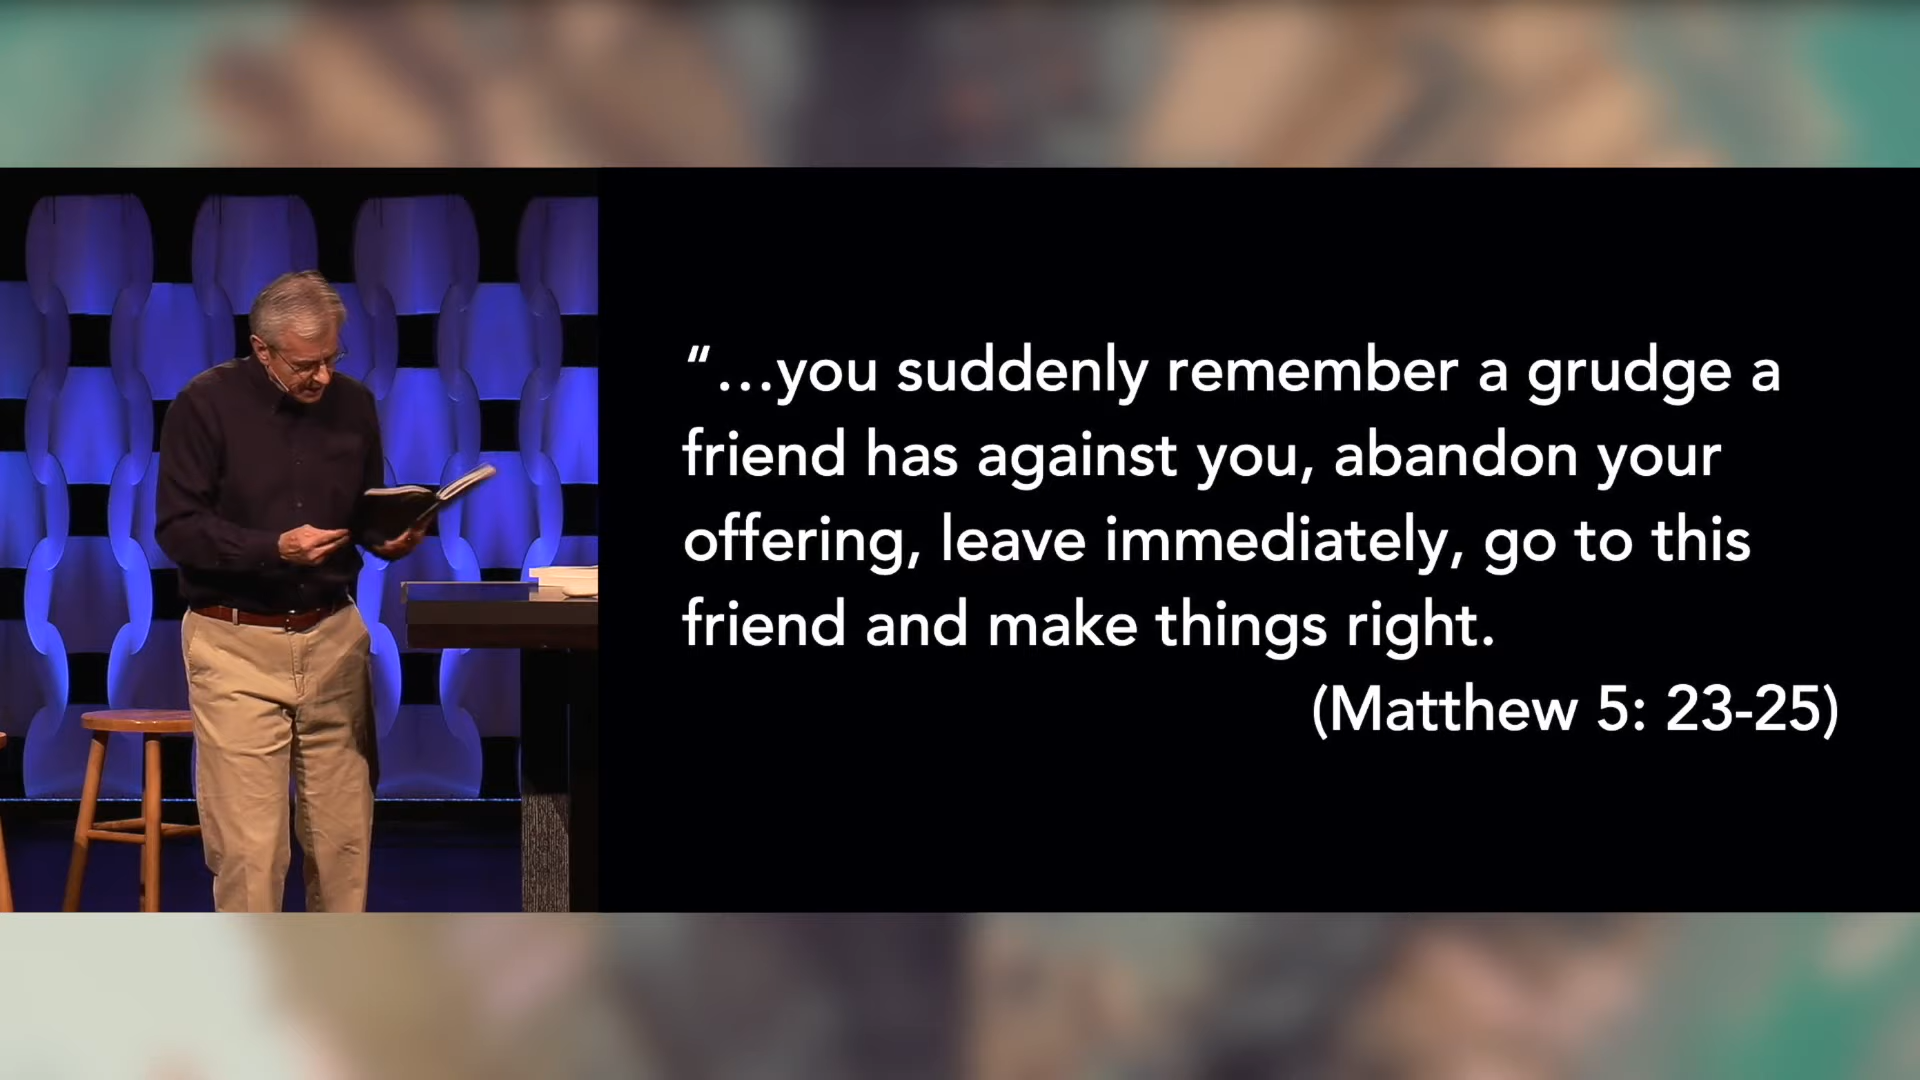 “…you suddenly remember a grudge a
friend has against you, abandon your
offering, leave immediately, go to this
friend and make things right.
(Matthew 5: 23-25)